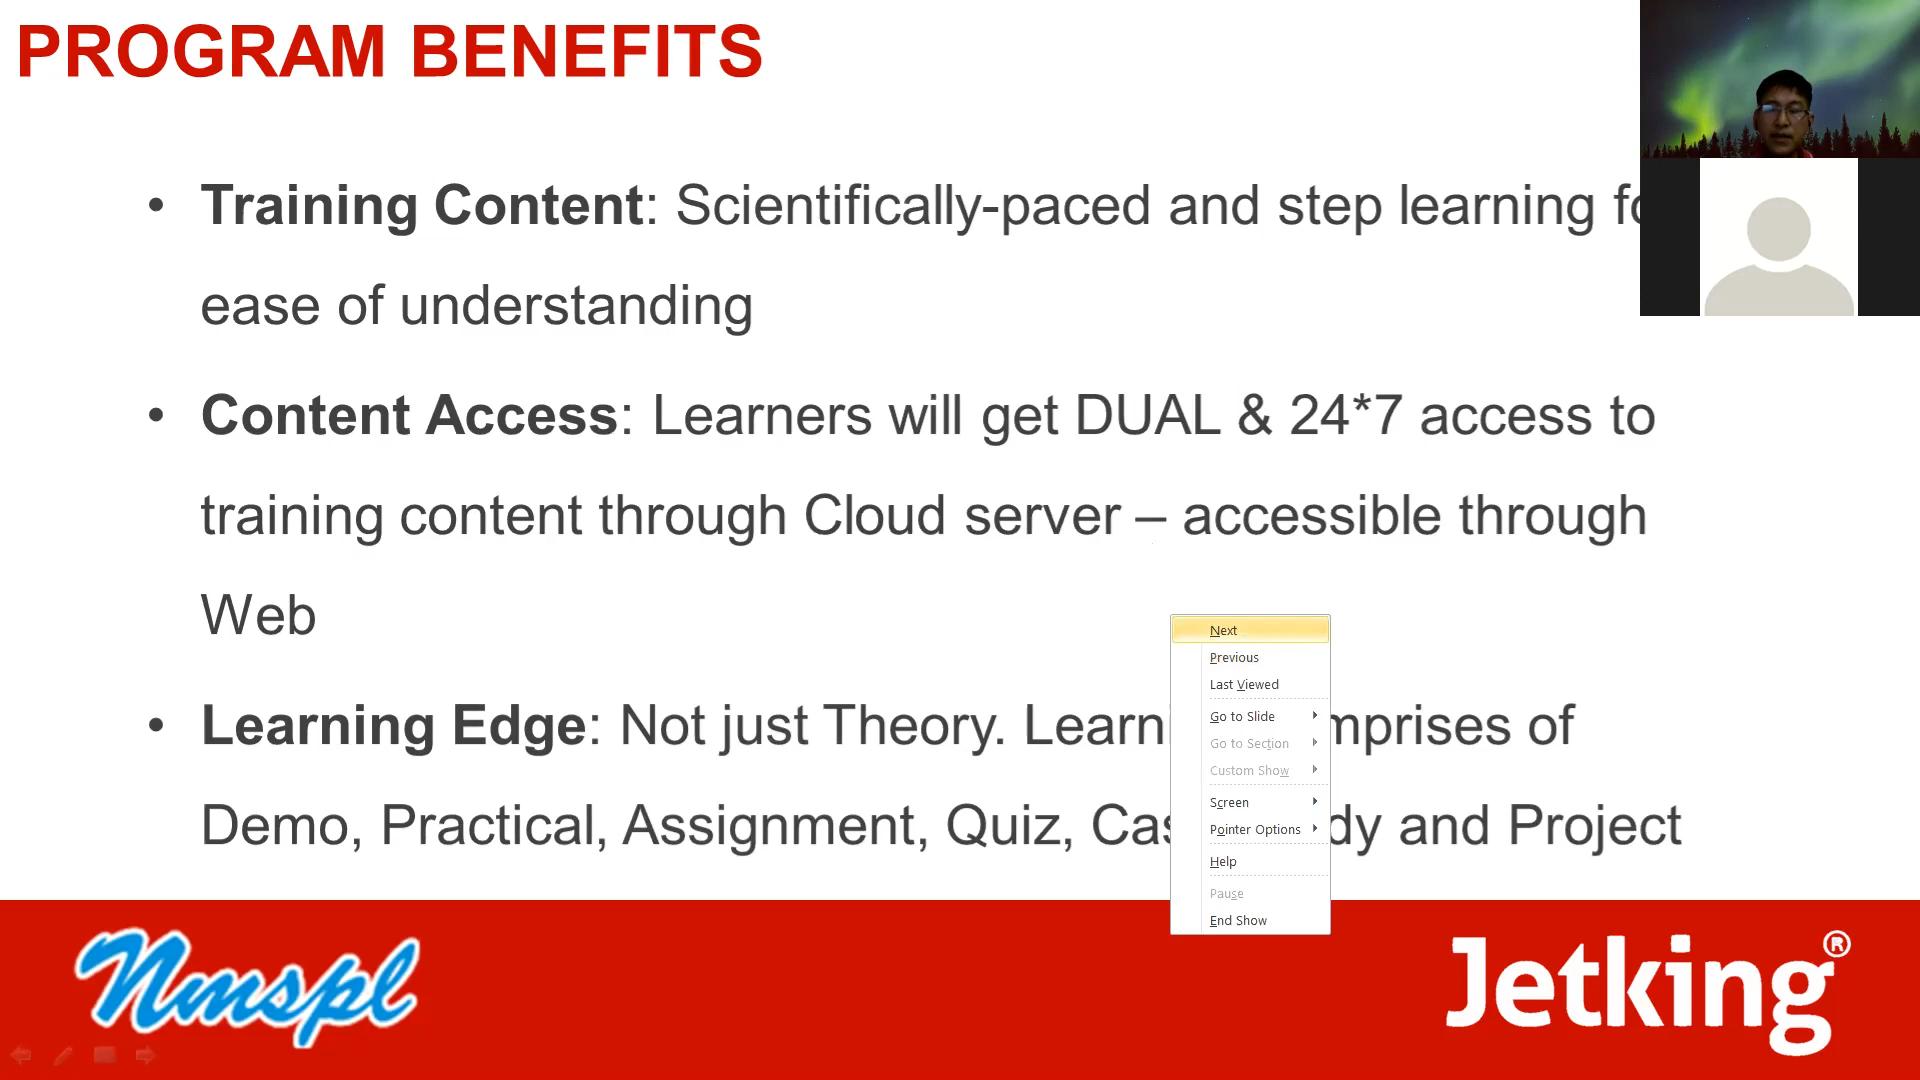 PROGRAM BENEFITS
• Training Content: Scientifically-paced and step learning
ease of understanding
• Content Access: Learners will get DUAL & 24*7 access to
training content through Cloud server – accessible through
Web
• Learning Edge: Not just Theory. Learni mprises of
Demo, Practical, Assignment, Quiz, Cas dy and Project
Next
Previous
Last Viewed
Go to Slide
Go to Section
Custom Show
Screen
Pointer Options
Help
Pause
End Show
Nmspl
Jetking®